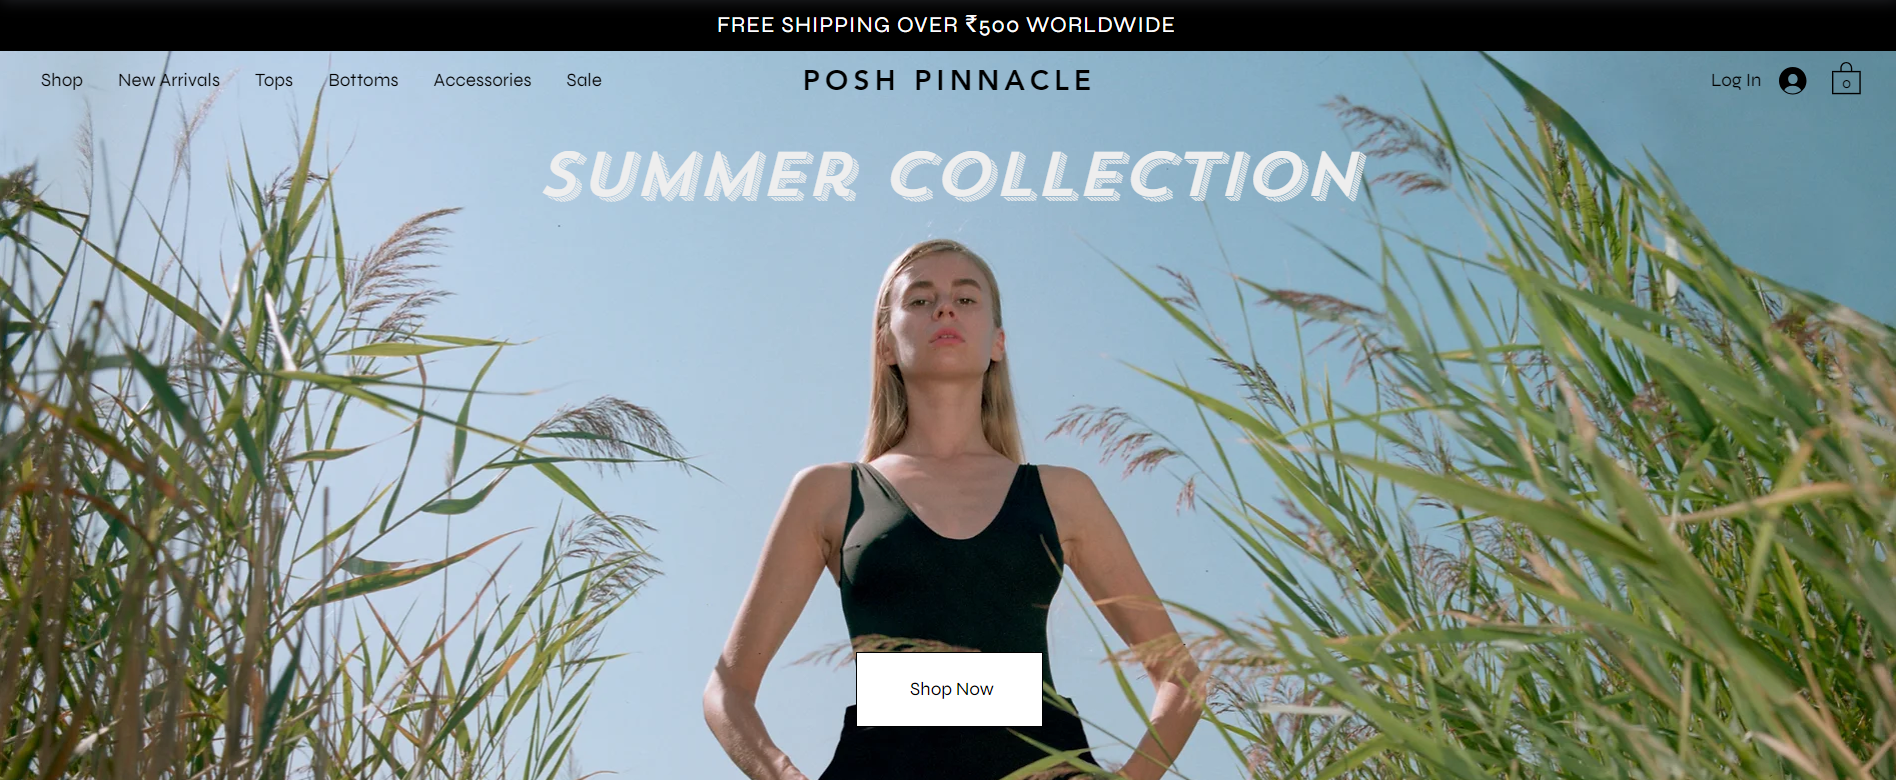 FREE SHIPPING OVER ₹500 WORLDWIDE
Shop New Arrivals Tops Bottoms Accessories Sale POSH PINNACLE Log In 0
SUMMER COLLECTION
Shop Now